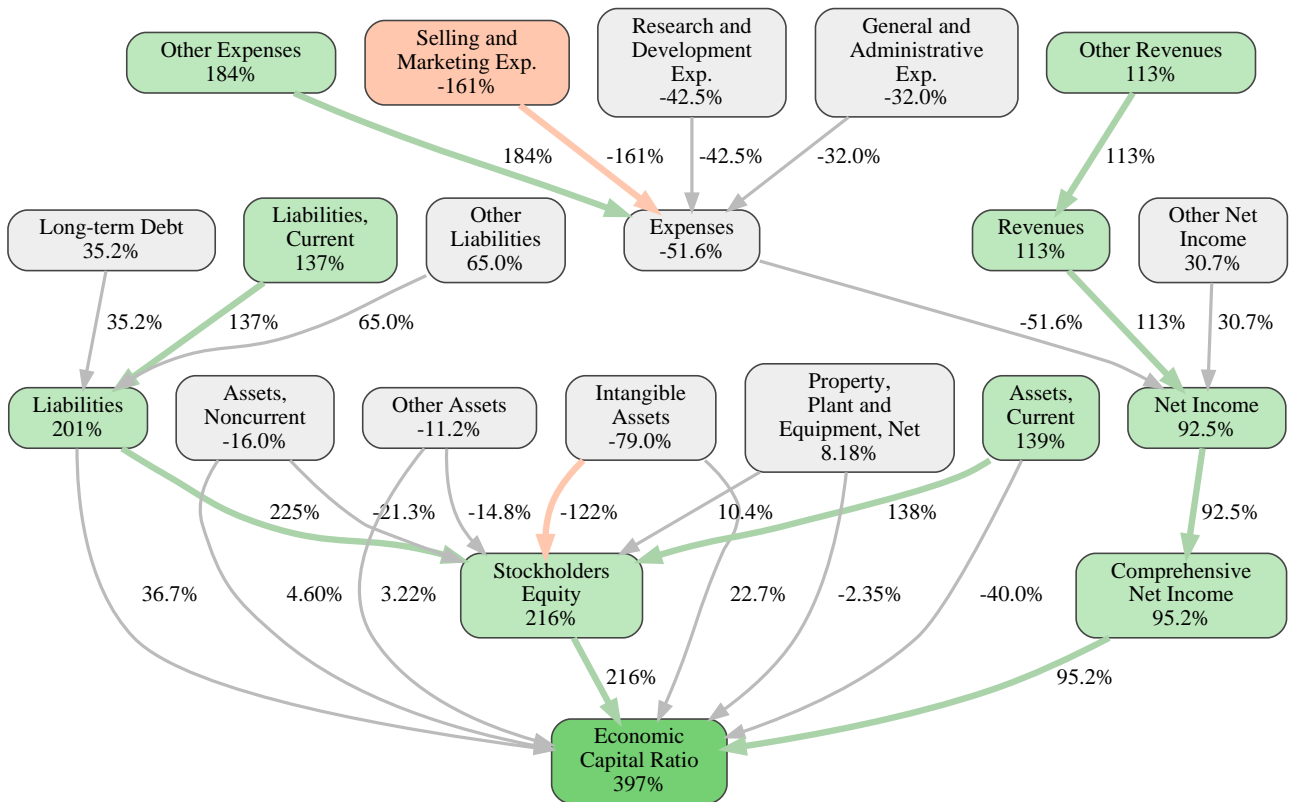 Other Expenses
184%
Selling and
Marketing Exp.
-161%
Research and
Development
Exp.
-42.5%
General and
Administrative
Exp.
-32.0%
Other Revenues
113%
184%
-161%
-42.5%
-32.0%
113%
Long-term Debt
35.2%
Liabilities,
Current
137%
Other
Liabilities
65.0%
Expenses
-51.6%
Revenues
113%
Other Net
Income
30.7%
35.2%
137%
65.0%
-51.6%
113%
30.7%
Liabilities
201%
Assets,
Noncurrent
-16.0%
Other Assets
-11.2%
Intangible
Assets
-79.0%
Property,
Plant and
Equipment, Net
8.18%
Assets,
Current
139%
Net Income
92.5%
225%
-21.3%
-14.8%
-122%
10.4%
138%
92.5%
36.7%
4.60%
3.22%
Stockholders
Equity
216%
22.7%
-2.35%
-40.0%
Comprehensive
Net Income
95.2%
216%
95.2%
Economic
Capital Ratio
397%